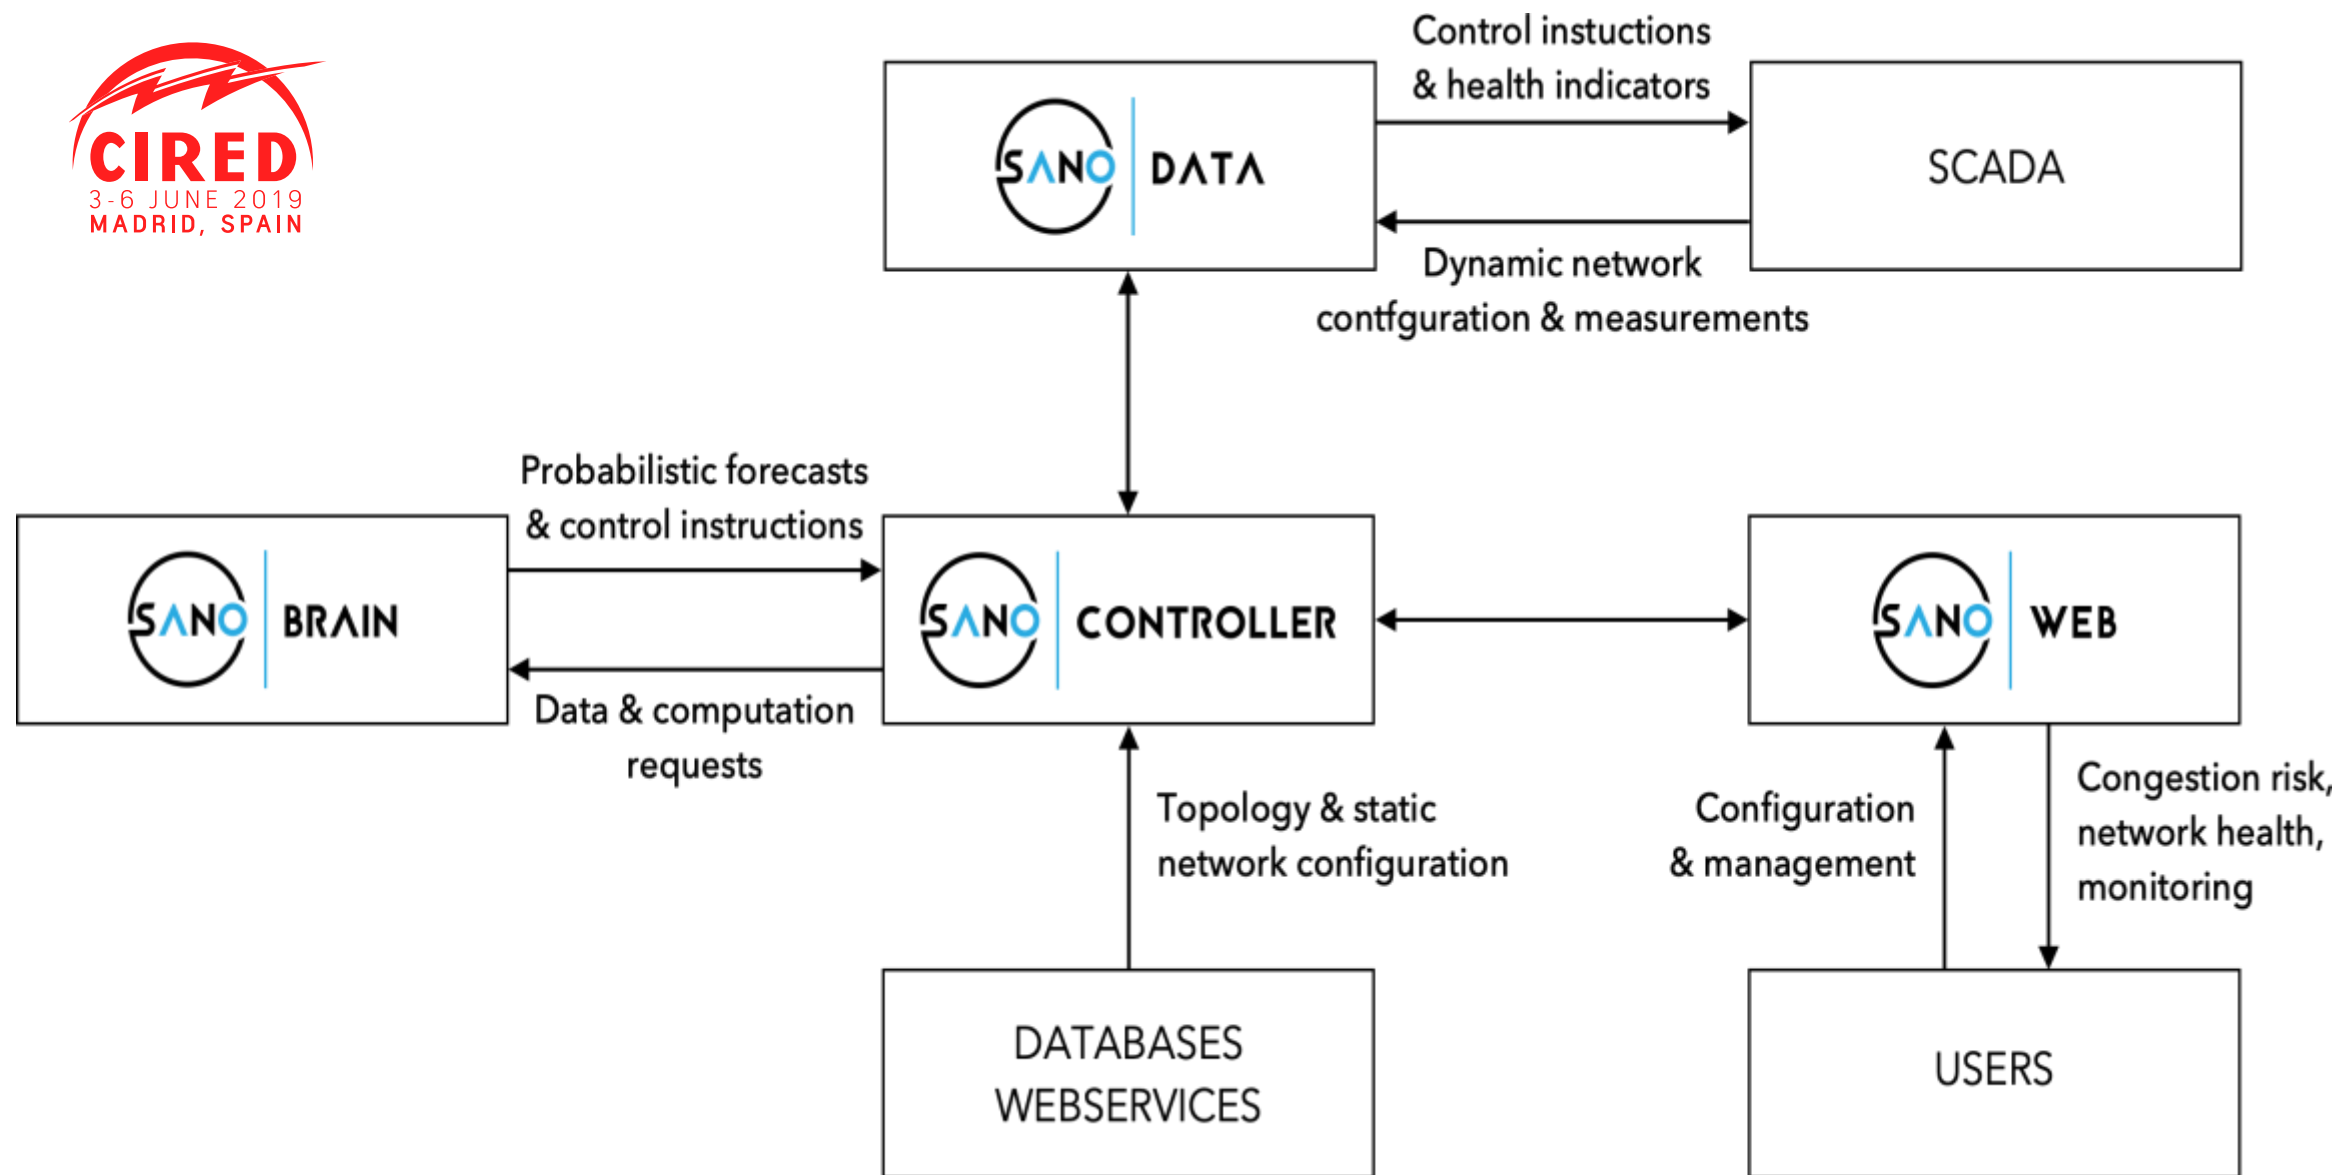 CIRED
3-6 JUNE 2019
MADRID, SPAIN
Control instuctions
& health indicators
SANO DATA
SCADA
Dynamic network
contfguration & measurements
Probabilistic forecasts
& control instructions
SANO BRAIN
SANO CONTROLLER
SANO WEB
Data & computation
requests
Topology & static
network configuration
Configuration
& management
Congestion risk,
network health,
monitoring
DATABASES
WEBSERVICES
USERS